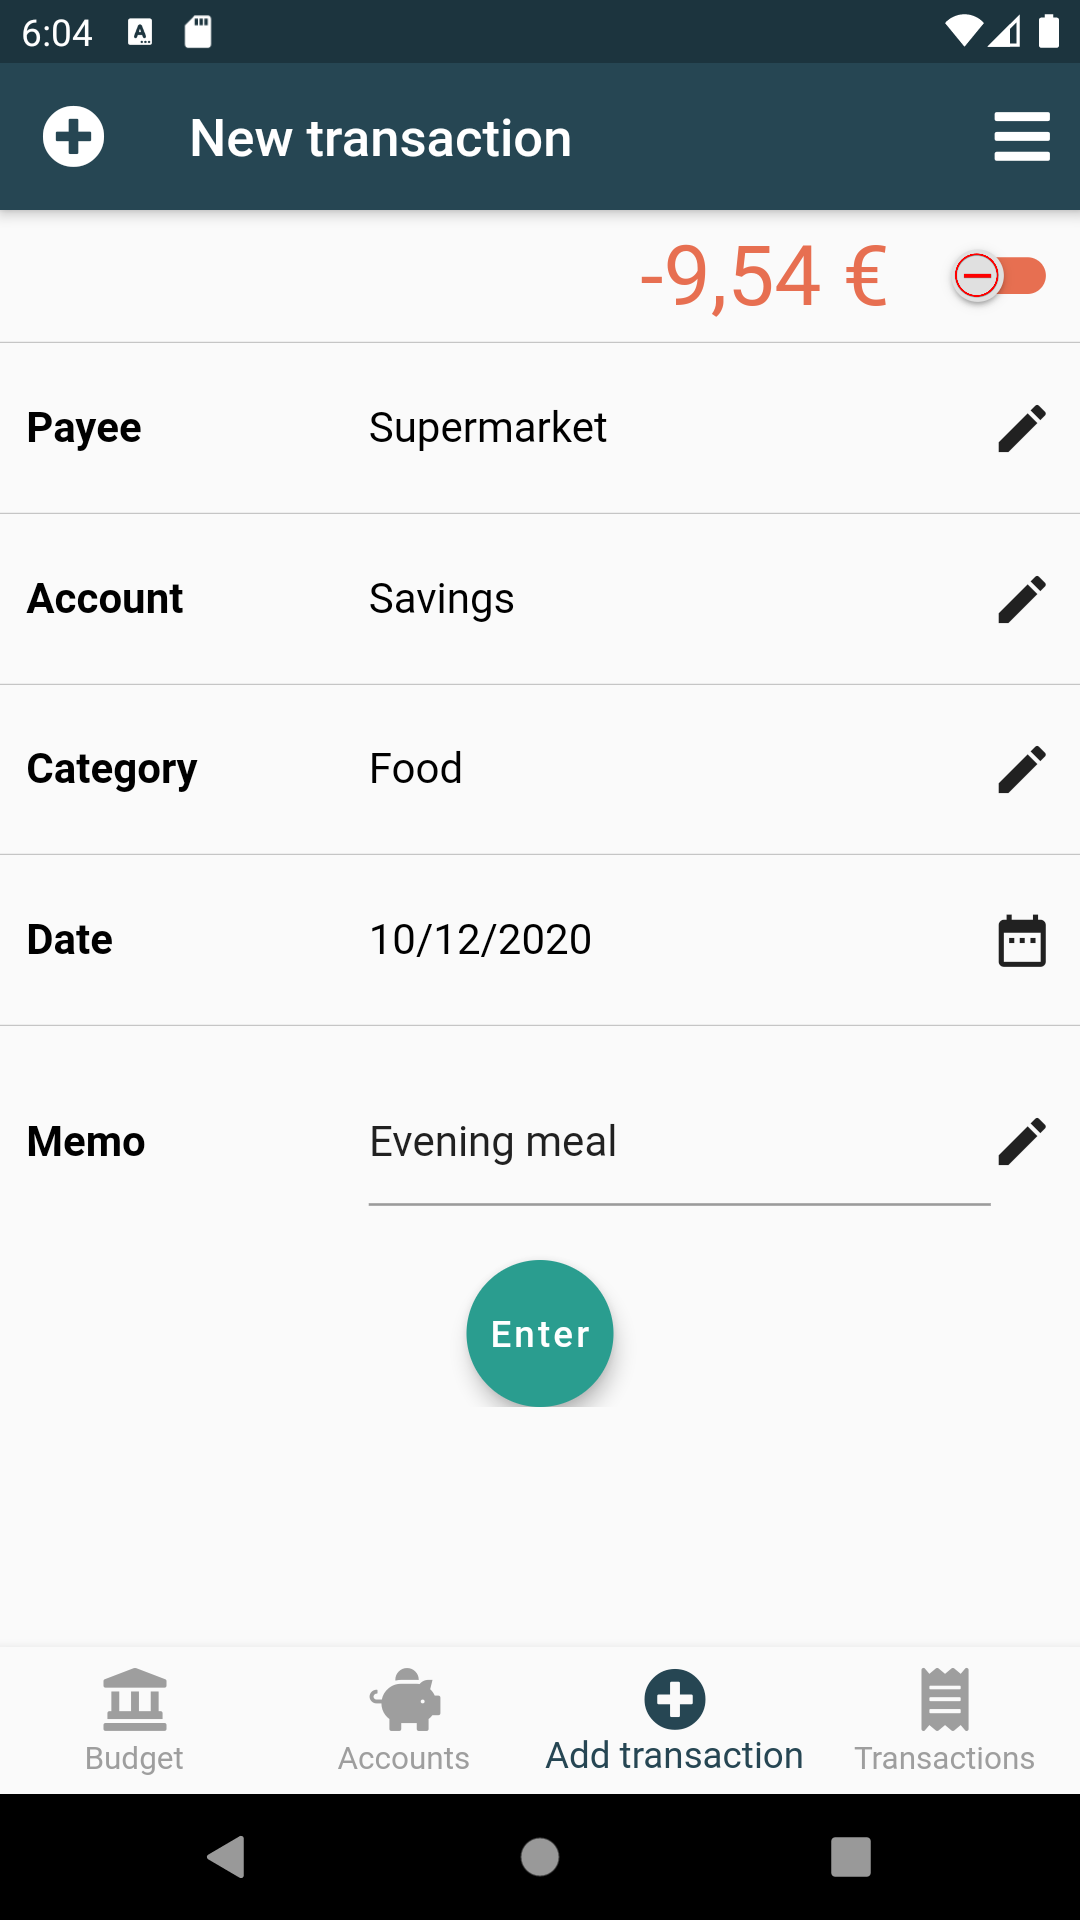 6:04
New transaction
-9,54 €
Payee Supermarket
Account Savings
Category Food
Date 10/12/2020
Memo Evening meal
Enter
Budget Accounts Add transaction Transactions